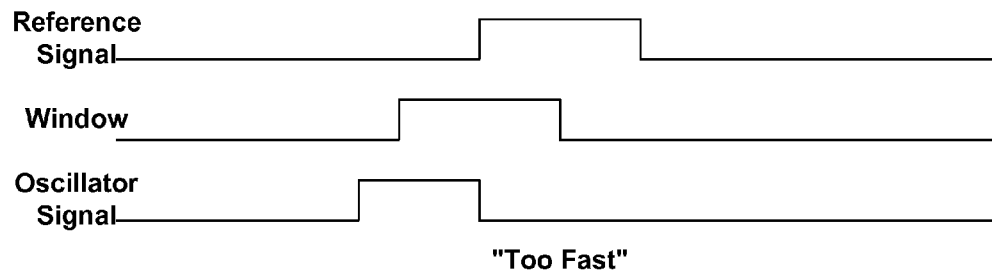 Reference
Signal
Window
Oscillator
Signal
"Too Fast"